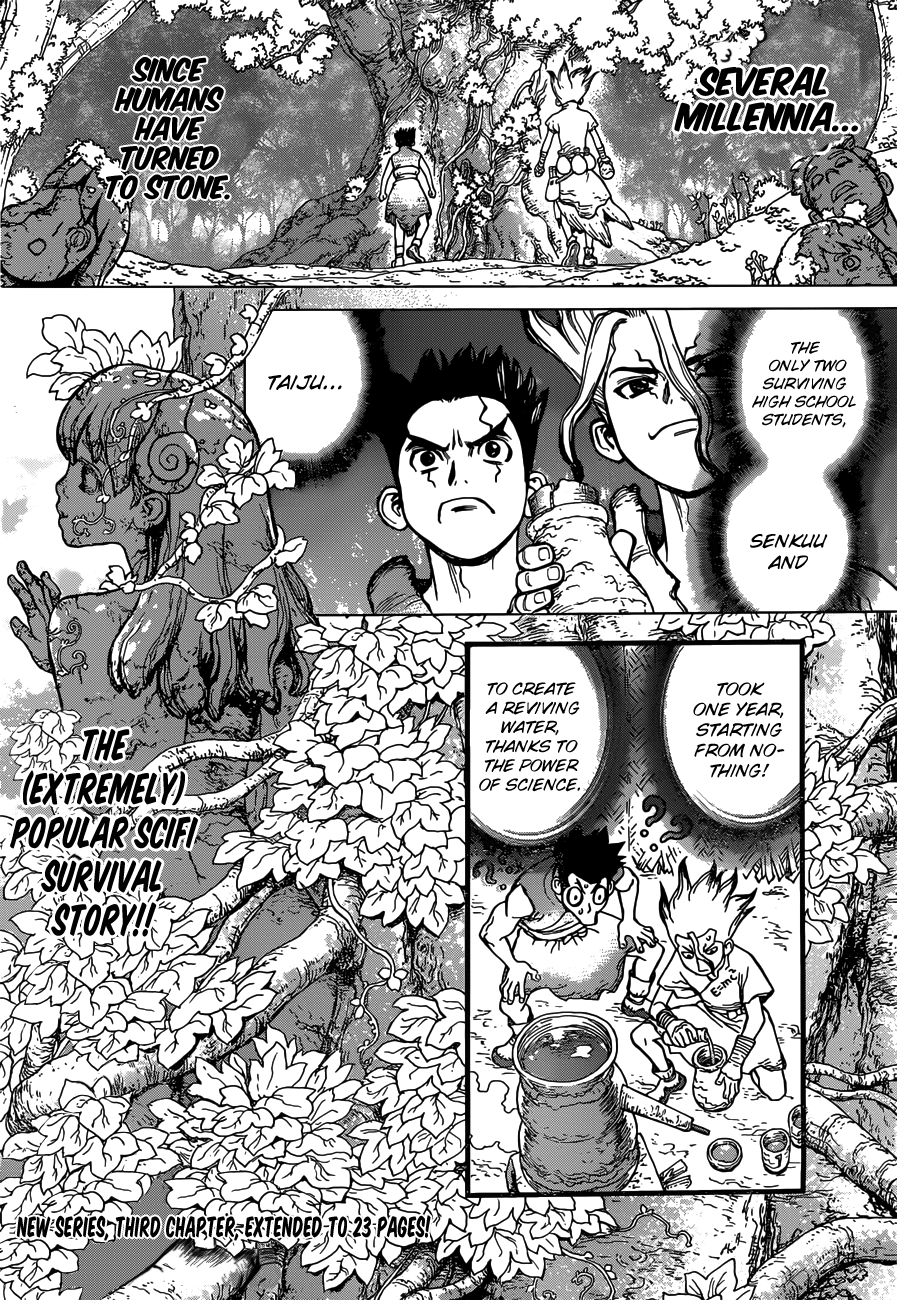 SEVERAL
MILLENNIA...
SINCE
HUMANS
HAVE
TURNED
TO STONE.
THE
ONLY TWO
SURVIVING
HIGH SCHOOL
STUDENTS,
SENKUU
AND
TAIJU...
TOOK
ONE YEAR,
STARTING
FROM NO-
THING!
TO CREATE
A REVIVING
WATER,
THANKS TO
THE POWER
OF SCIENCE.
??
E=mc2
THE
(EXTREMELY)
POPULAR SCIFI
SURVIVAL
STORY!!
NEW SERIES, THIRD CHAPTER, EXTENDED TO 23 PAGES!